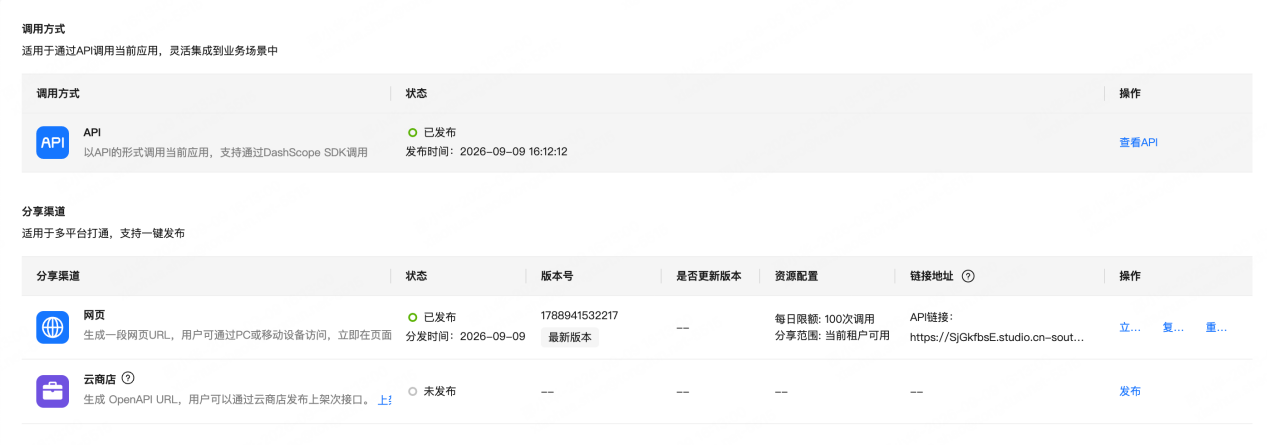 调用方式
适用于通过API调用当前应用，灵活集成到业务场景中
调用方式 状态 操作
API
API
以API的形式调用当前应用，支持通过DashScope SDK调用
已发布
发布时间：2026-09-09 16:12:12
查看API
分享渠道
适用于多平台打通，支持一键发布
分享渠道 状态 版本号 是否更新版本 资源配置 链接地址 ? 操作
网页
生成一段网页URL，用户可通过PC或移动设备访问，立即在页面
已发布
分发时间：2026-09-09
1788941532217
最新版本
--
每日限额: 100次调用
分享范围: 当前租户可用
API链接：
https://SjGkfbsE.studio.cn-sout...
立... 复... 重...
云商店 ?
生成 OpenAPI URL，用户可以通过云商店发布上架次接口。 上架
未发布 -- -- -- -- 发布